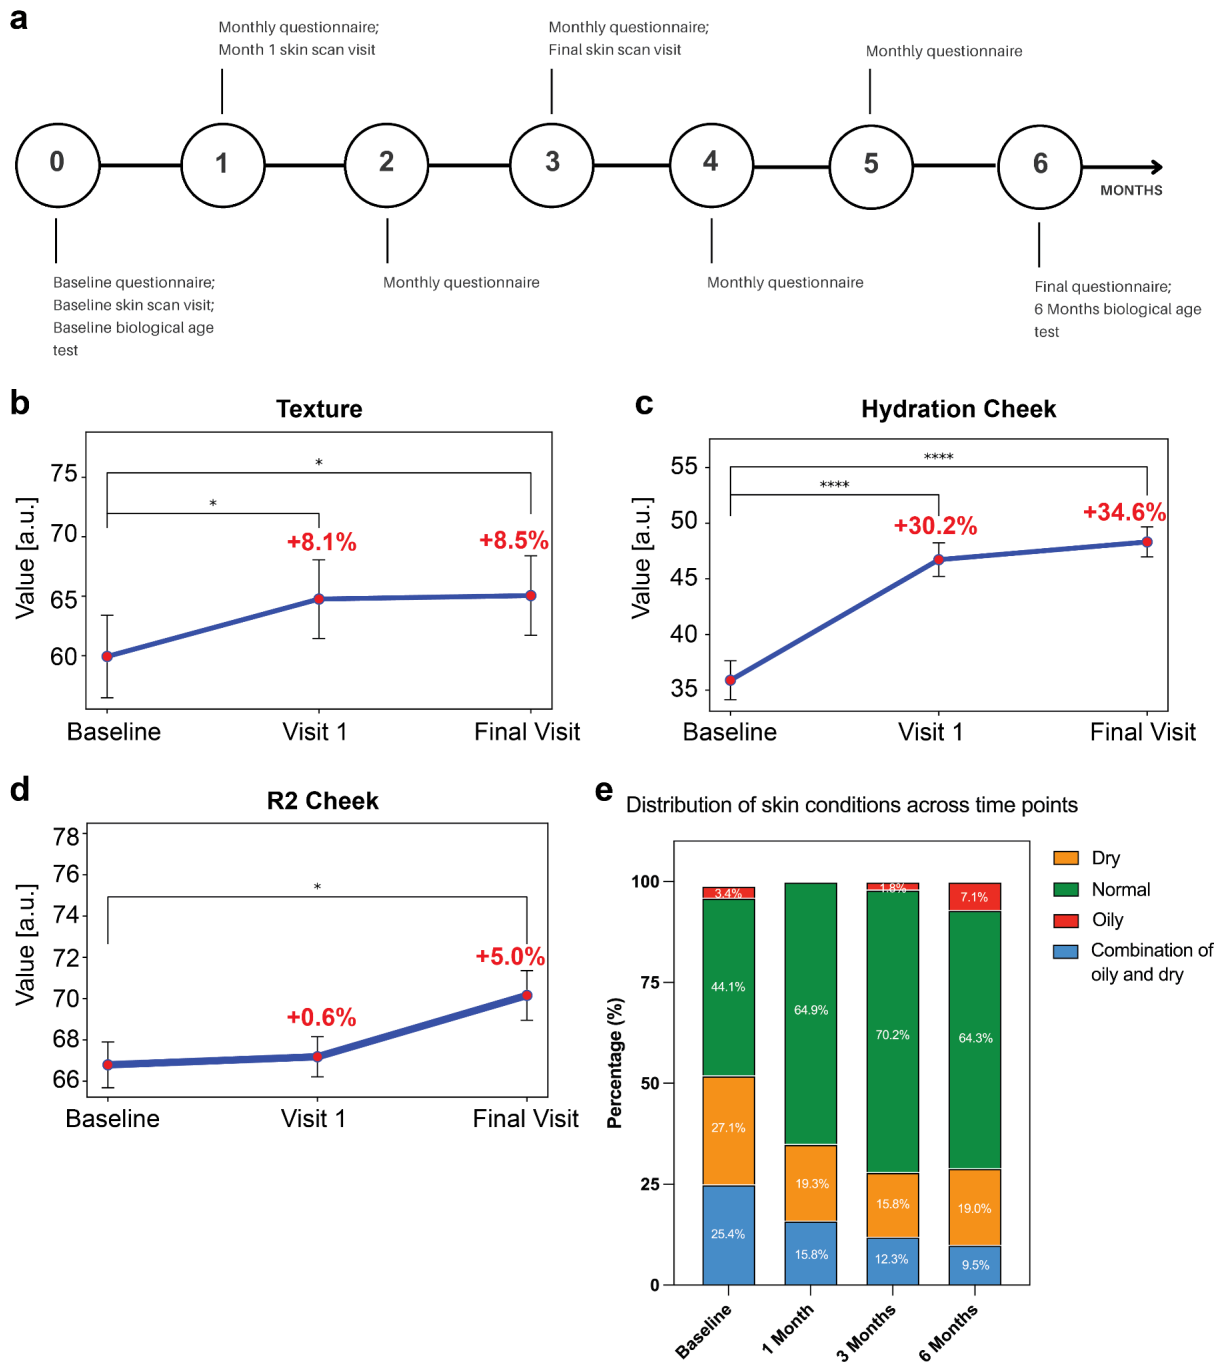 a
Monthly questionnaire;
Month 1 skin scan visit
Monthly questionnaire;
Final skin scan visit
Monthly questionnaire
0
1
2
3
4
5
6
MONTHS
Baseline questionnaire;
Baseline skin scan visit;
Baseline biological age
test
Monthly questionnaire
Monthly questionnaire
Final questionnaire;
6 Months biological age
test
b
Texture
Value [a.u.]
75
70
65
60
*
*
+8.1%
+8.5%
Baseline
Visit 1
Final Visit
c
Hydration Cheek
Value [a.u.]
55
50
45
40
35
****
****
+30.2%
+34.6%
Baseline
Visit 1
Final Visit
d
R2 Cheek
Value [a.u.]
78
76
74
72
70
68
66
*
+0.6%
+5.0%
Baseline
Visit 1
Final Visit
e
Distribution of skin conditions across time points
Percentage (%)
100
75
50
25
0
3.4%
44.1%
27.1%
25.4%
64.9%
19.3%
15.8%
1.8%
70.2%
15.8%
12.3%
7.1%
64.3%
19.0%
9.5%
Baseline
1 Month
3 Months
6 Months
Dry
Normal
Oily
Combination of
oily and dry